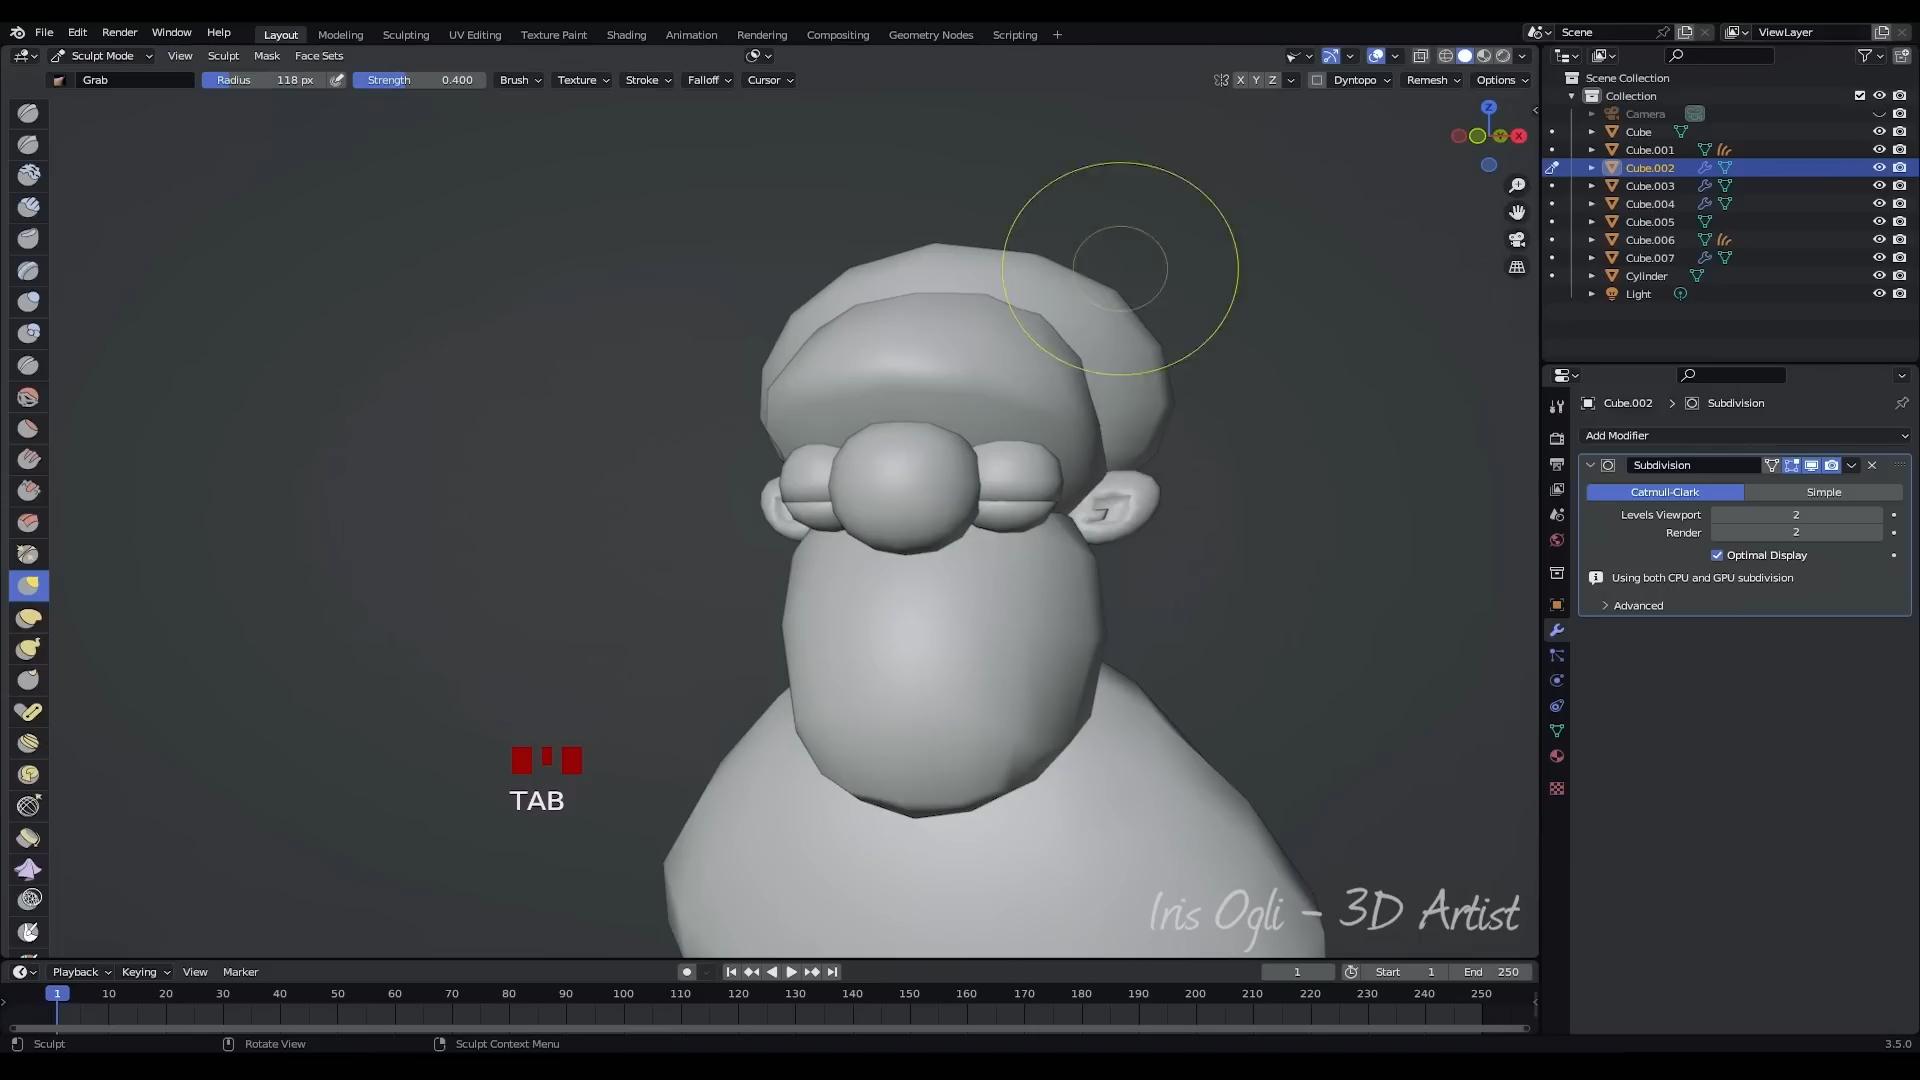 File Edit Render Window Help Layout Modeling Sculpting UV Editing Texture Paint Shading Animation Rendering Compositing Geometry Nodes Scripting + Scene ViewLayer
Sculpt Mode View Sculpt Mask Face Sets
Grab Radius 118 px Strength 0.400 Brush Texture Stroke Falloff Cursor X Y Z Dyntopo Remesh Options
Scene Collection
Collection
Camera
Cube
Cube.001
Cube.002
Cube.003
Cube.004
Cube.005
Cube.006
Cube.007
Cylinder
Light
Z
Y X
Cube.002 > Subdivision
Add Modifier
Subdivision
Catmull-Clark Simple
Levels Viewport 2
Render 2
Optimal Display
Using both CPU and GPU subdivision
Advanced
TAB
Iris Ogli - 3D Artist
Playback Keying View Marker 1 Start 1 End 250
1 10 20 30 40 50 60 70 80 90 100 110 120 130 140 150 160 170 180 190 200 210 220 230 240 250
Sculpt Rotate View Sculpt Context Menu 3.5.0